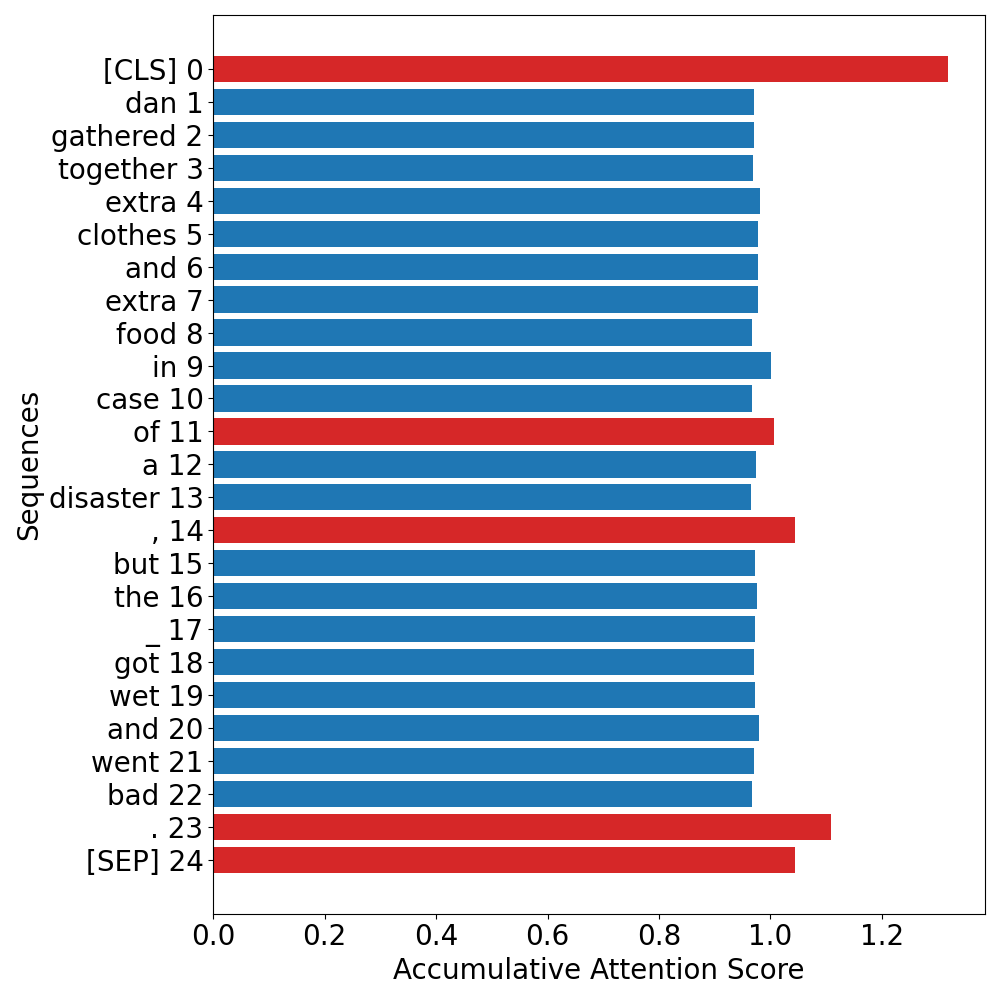 [CLS] 0
dan 1
gathered 2
together 3
extra 4
clothes 5
and 6
extra 7
food 8
in 9
case 10
of 11
a 12
disaster 13
, 14
but 15
the 16
_ 17
got 18
wet 19
and 20
went 21
bad 22
. 23
[SEP] 24
Sequences
0.0 0.2 0.4 0.6 0.8 1.0 1.2
Accumulative Attention Score